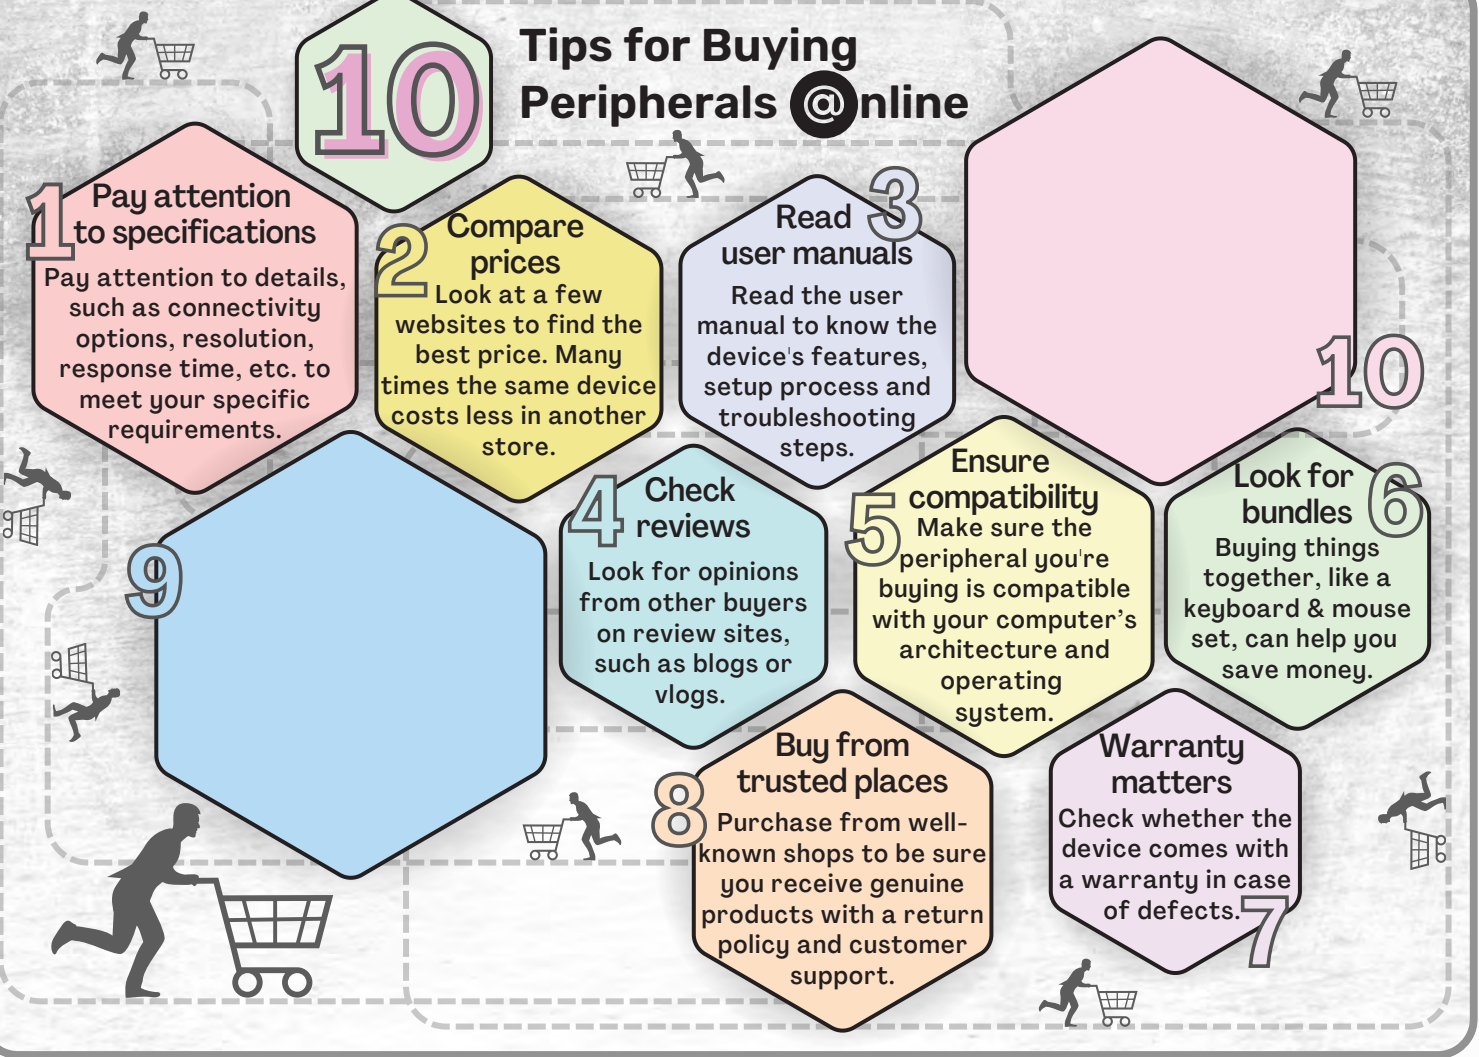 10
Tips for Buying
Peripherals @nline
1
Pay attention
to specifications
Pay attention to details,
such as connectivity
options, resolution,
response time, etc. to
meet your specific
requirements.
2
Compare
prices
Look at a few
websites to find the
best price. Many
times the same device
costs less in another
store.
3
Read
user manuals
Read the user
manual to know the
device's features,
setup process and
troubleshooting
steps.
4
Check
reviews
Look for opinions
from other buyers
on review sites,
such as blogs or
vlogs.
5
Ensure
compatibility
Make sure the
peripheral you're
buying is compatible
with your computer’s
architecture and
operating
system.
6
Look for
bundles
Buying things
together, like a
keyboard & mouse
set, can help you
save money.
7
Warranty
matters
Check whether the
device comes with
a warranty in case
of defects.
8
Buy from
trusted places
Purchase from well-
known shops to be sure
you receive genuine
products with a return
policy and customer
support.
9
10